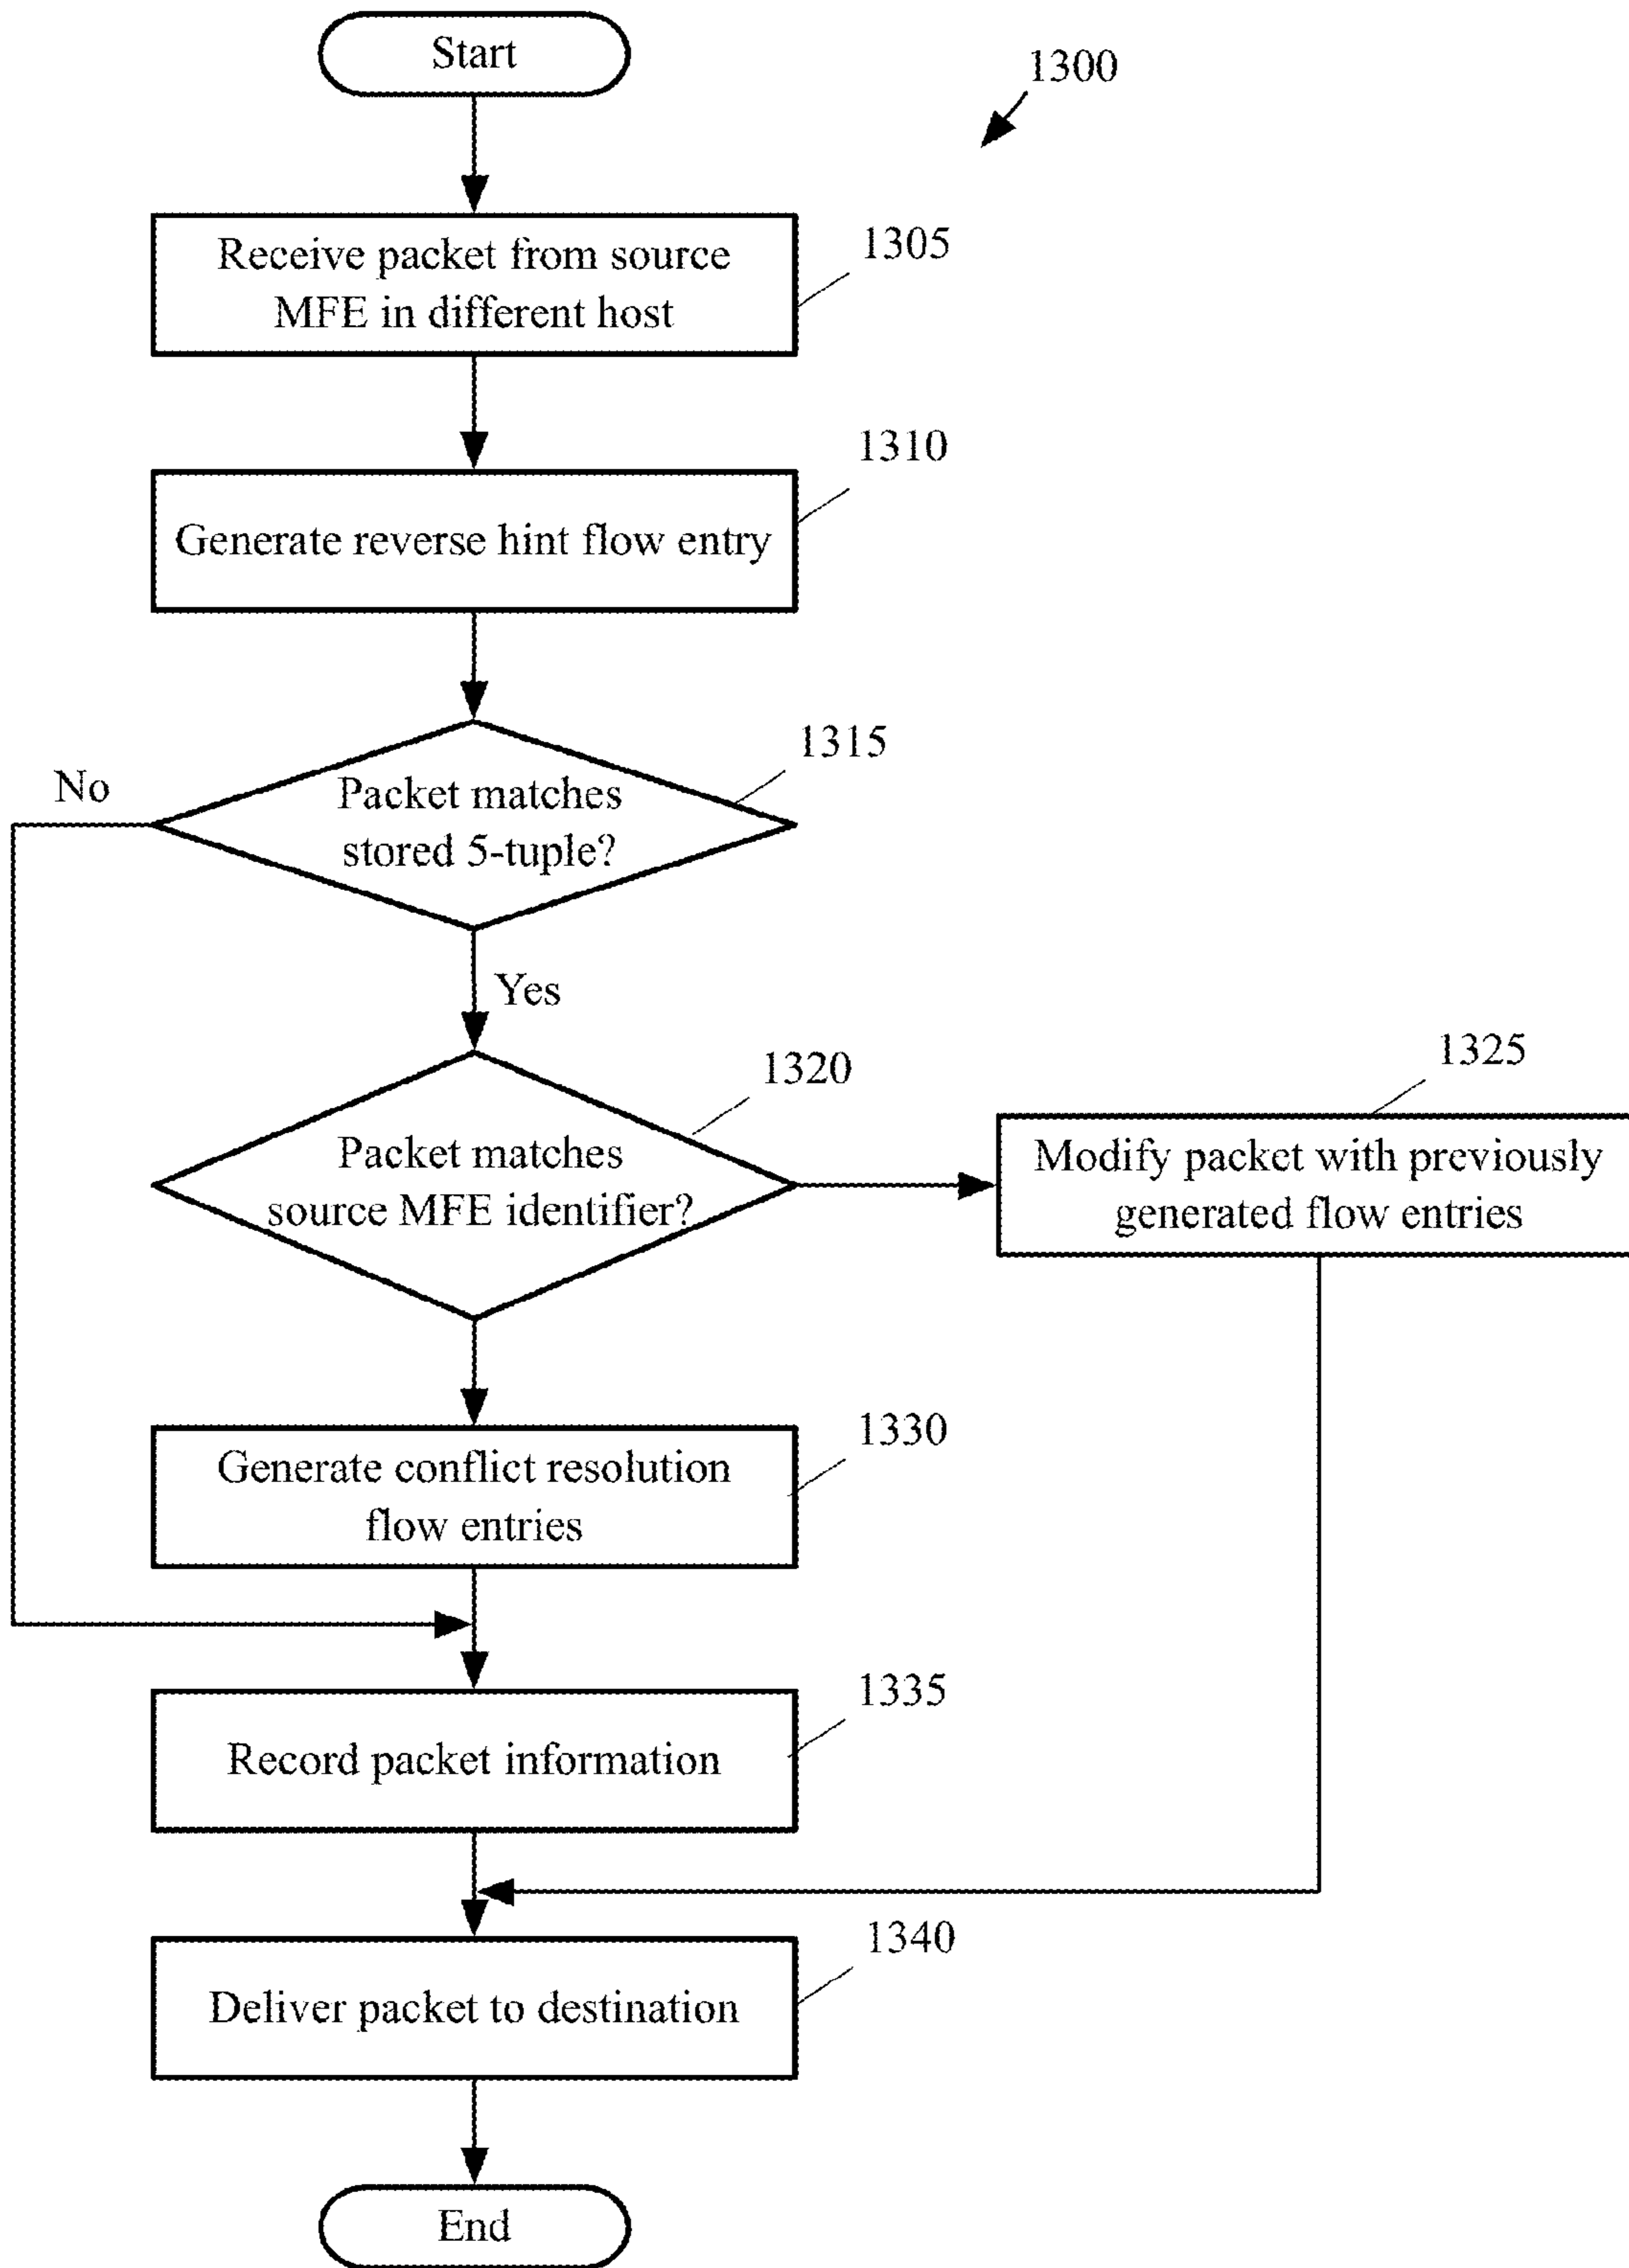 Start
1300
Receive packet from source
MFE in different host
1305
Generate reverse hint flow entry
1310
Packet matches
stored 5-tuple?
1315
No
Yes
Packet matches
source MFE identifier?
1320
Modify packet with previously
generated flow entries
1325
Generate conflict resolution
flow entries
1330
Record packet information
1335
Deliver packet to destination
1340
End